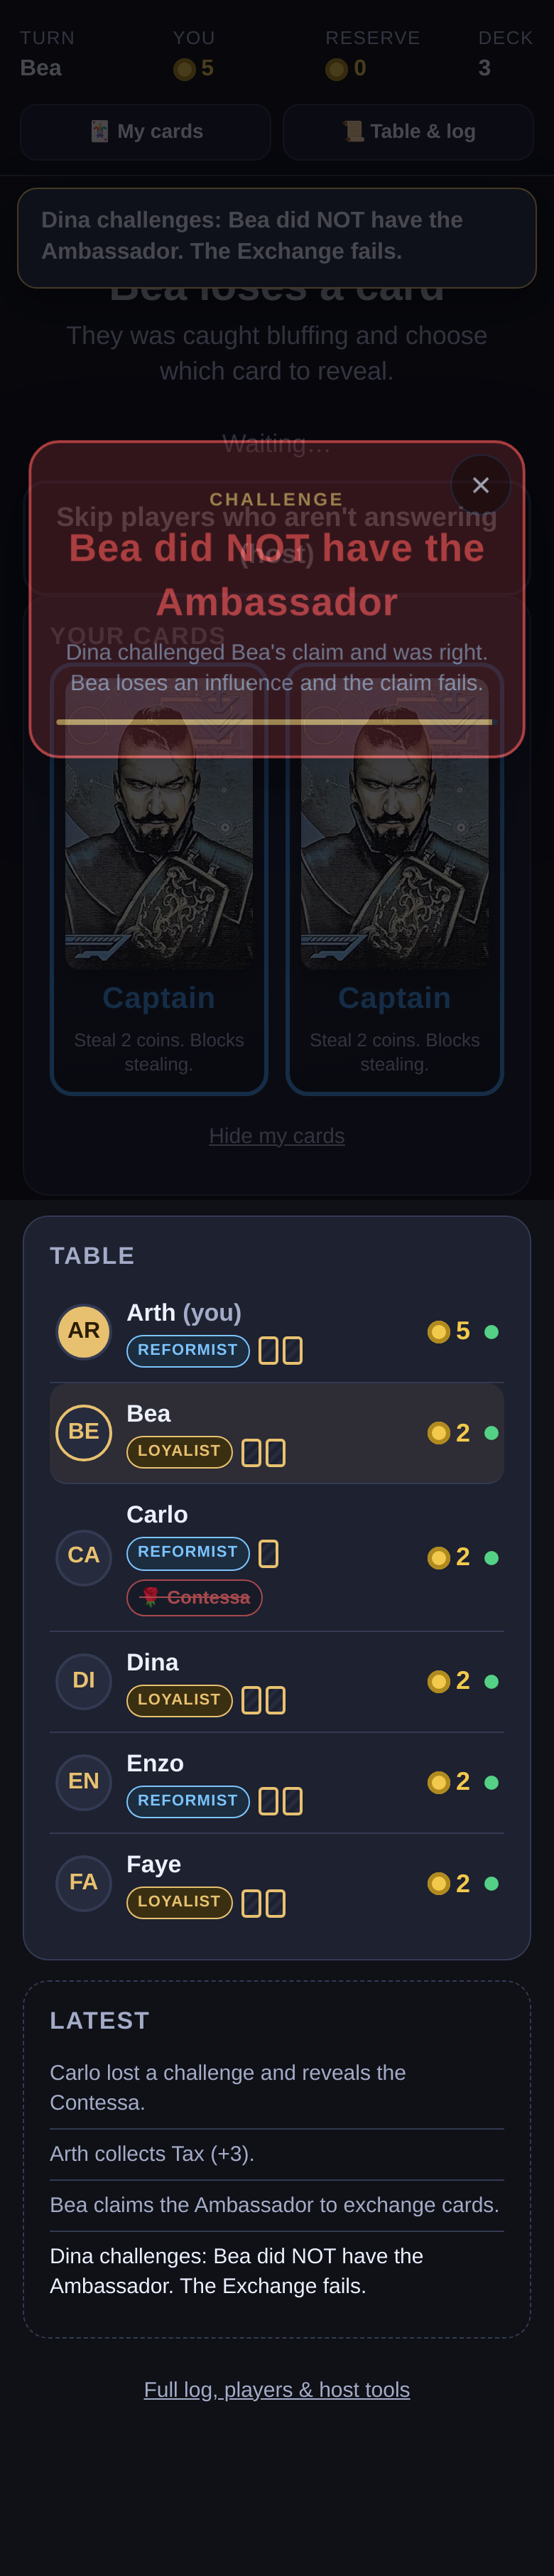 TURN
YOU
RESERVE
DECK
Bea
5
0
3
🃏 My cards
📜 Table & log
Dina challenges: Bea did NOT have the
Ambassador. The Exchange fails.
Bea loses a card
They was caught bluffing and choose
which card to reveal.
Waiting…
CHALLENGE
Skip players who aren't answering
(host)
Bea did NOT have the
Ambassador
YOUR CARDS
Dina challenged Bea's claim and was right.
Bea loses an influence and the claim fails.
Captain
Captain
Steal 2 coins. Blocks
stealing.
Steal 2 coins. Blocks
stealing.
Hide my cards
TABLE
AR
Arth (you)
REFORMIST
5
BE
Bea
LOYALIST
2
CA
Carlo
REFORMIST
🌹 Contessa
2
DI
Dina
LOYALIST
2
EN
Enzo
REFORMIST
2
FA
Faye
LOYALIST
2
LATEST
Carlo lost a challenge and reveals the
Contessa.
Arth collects Tax (+3).
Bea claims the Ambassador to exchange cards.
Dina challenges: Bea did NOT have the
Ambassador. The Exchange fails.
Full log, players & host tools